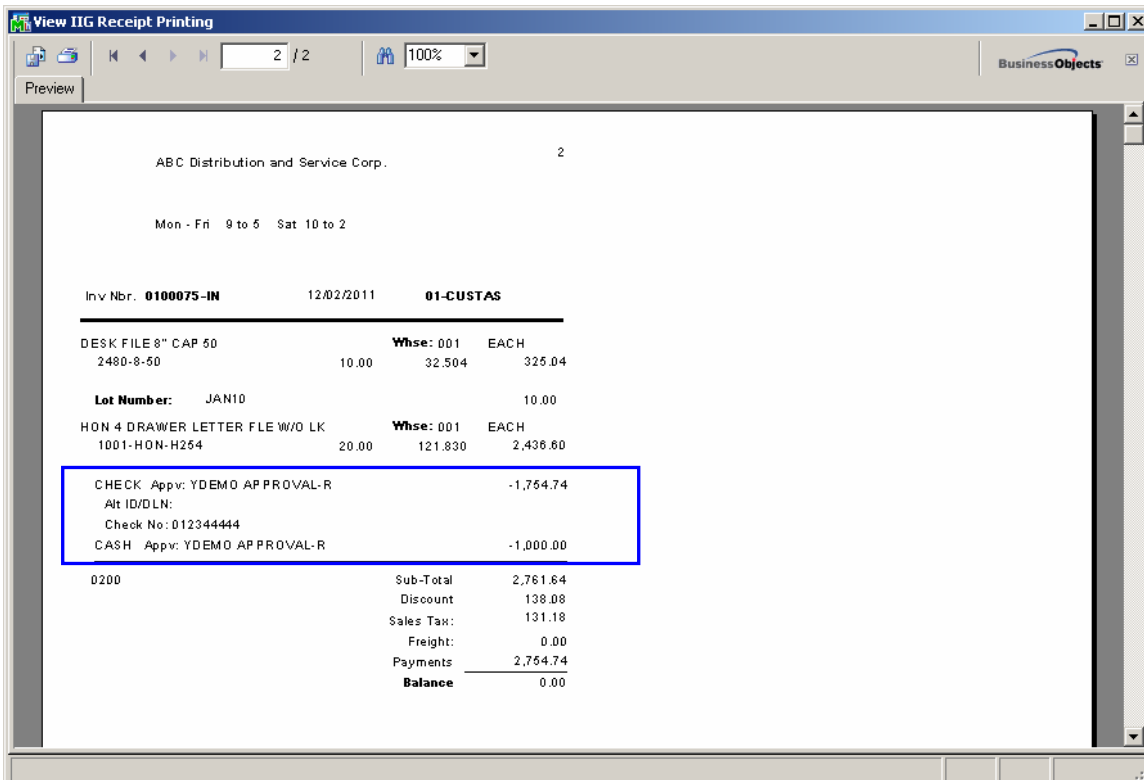 View IIG Receipt Printing
2 / 2 100% BusinessObjects
Preview
ABC Distribution and Service Corp. 2
Mon - Fri 9 to 5 Sat 10 to 2
Inv Nbr. 0100075-IN 12/02/2011 01-CUSTAS
DESK FILE 8" CAP 50 Whse: 001 EACH
2480-8-50 10.00 32.504 325.04
Lot Number: JAN10 10.00
HON 4 DRAWER LETTER FLE W/O LK Whse: 001 EACH
1001-HON-H254 20.00 121.830 2,436.60
CHECK Appv: YDEMO APPROVAL-R -1,754.74
Alt ID/DLN:
Check No: 012344444
CASH Appv: YDEMO APPROVAL-R -1,000.00
0200 Sub-Total 2,761.64
Discount 138.08
Sales Tax: 131.18
Freight: 0.00
Payments 2,754.74
Balance 0.00